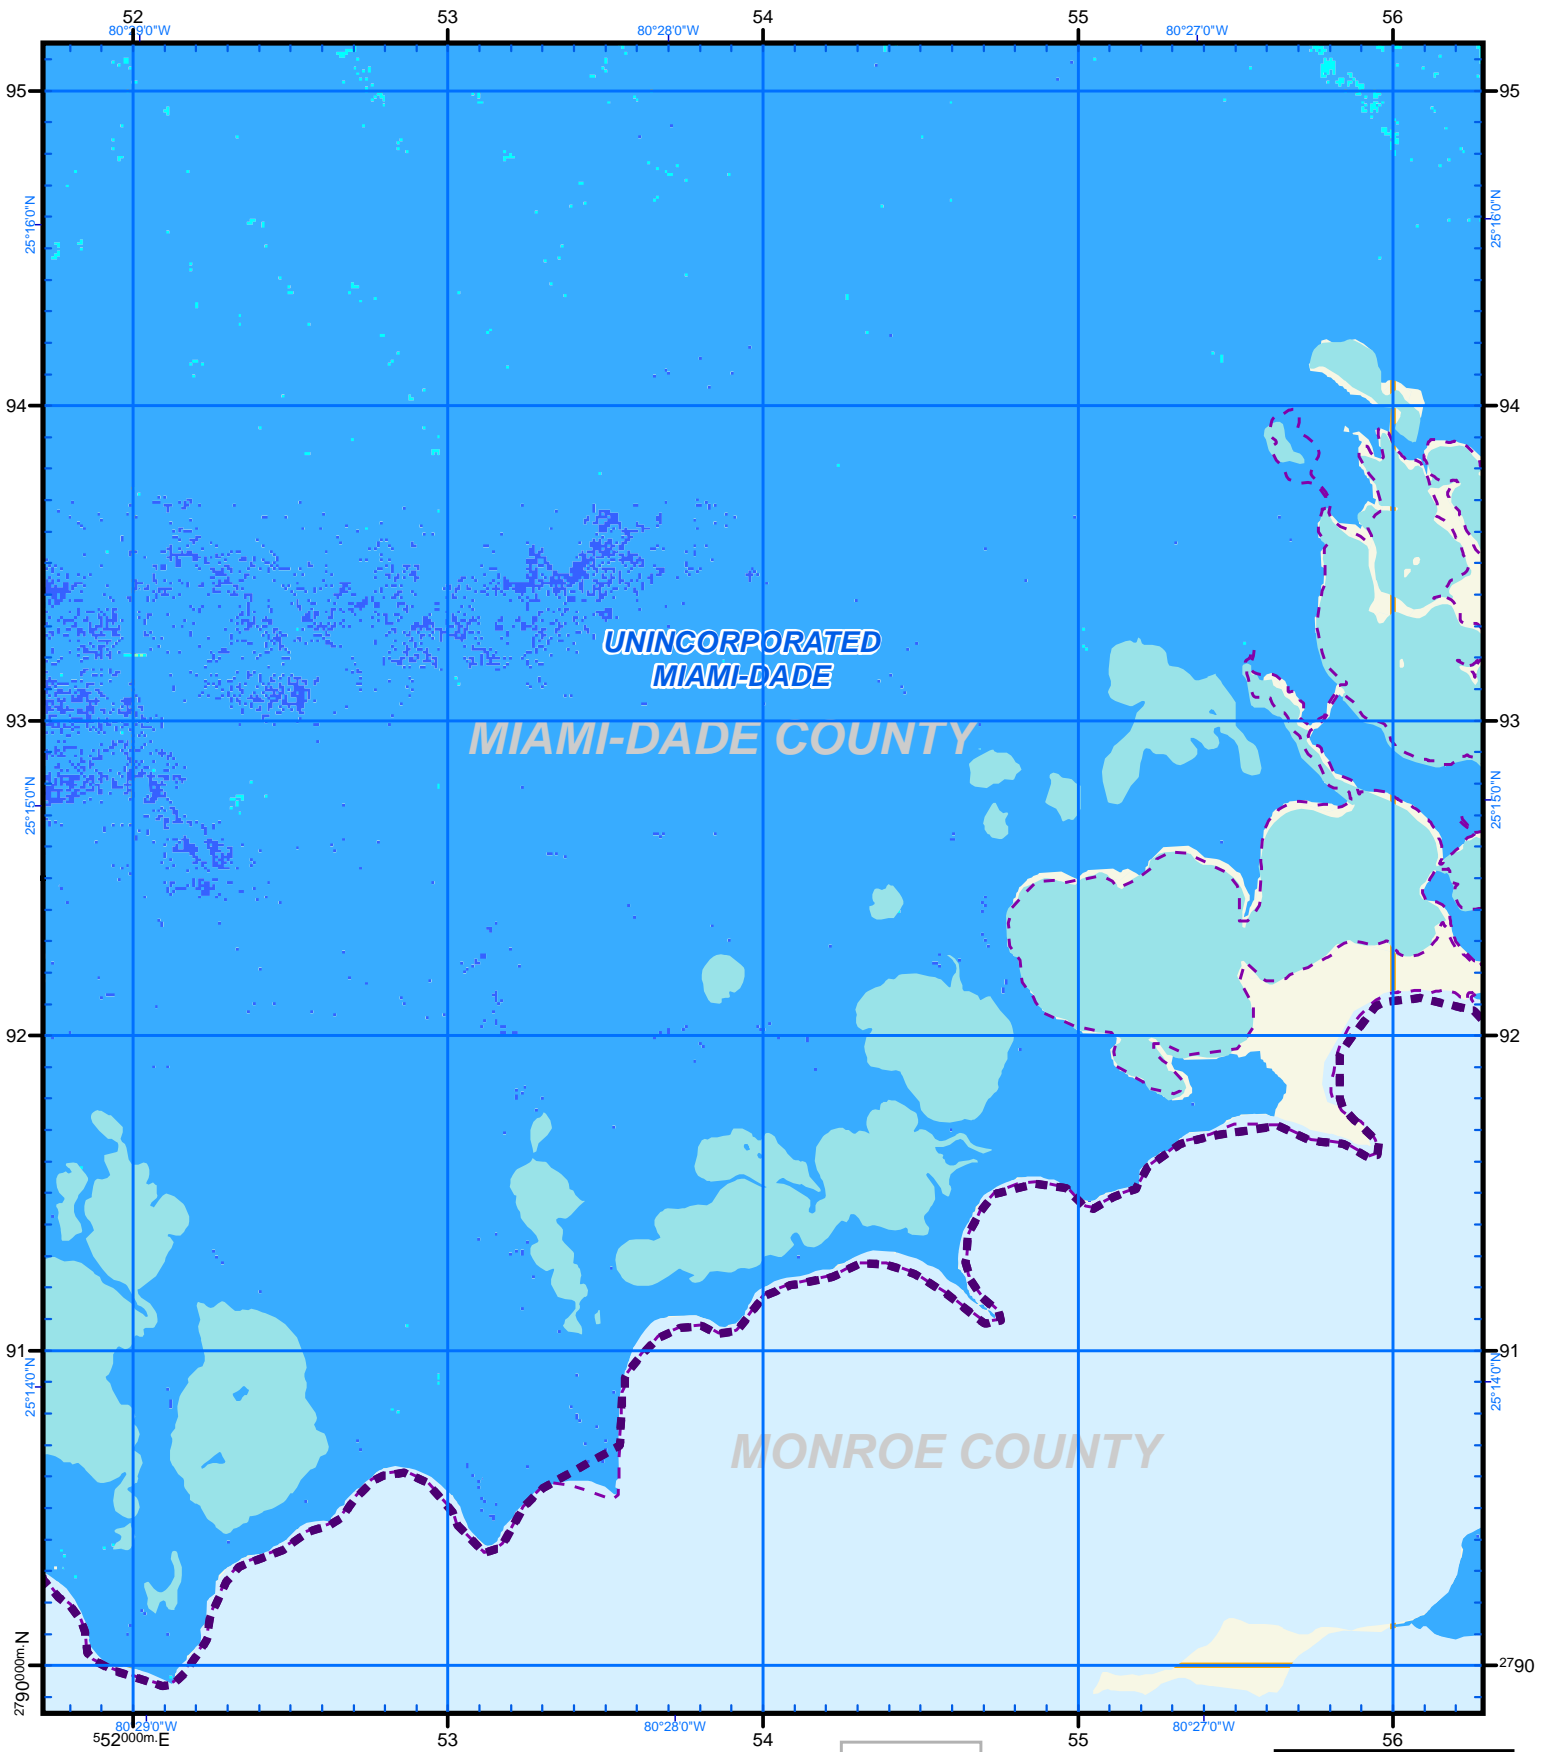 52 53 54 55 56
80°29'0"W 80°28'0"W 80°27'0"W
95 95
25°16'0"N 25°16'0"N
94 94
UNINCORPORATED
MIAMI-DADE
93 93
MIAMI-DADE COUNTY
25°15'0"N 25°15'0"N
92 92
91 91
25°14'0"N 25°14'0"N
MONROE COUNTY
2790000m.N 2790
80°29'0"W 80°28'0"W 80°27'0"W
552000m.E 53 54 55 56